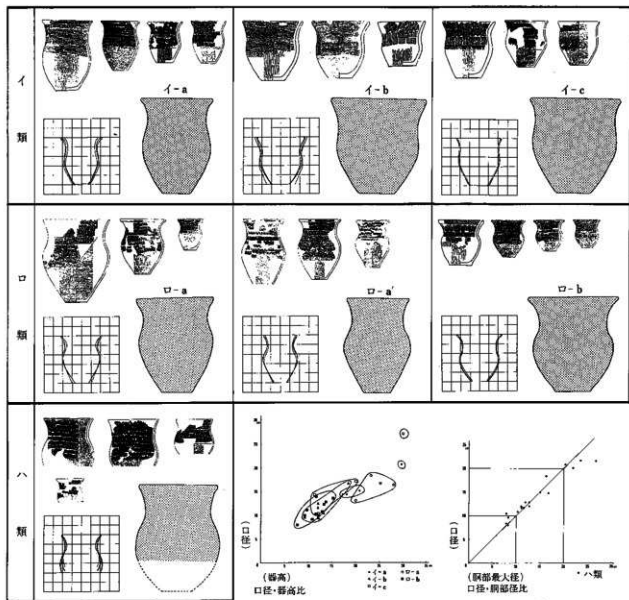 イ類
イ-a
イ-b
イ-c
ロ類
ロ-a
ロ-a′
ロ-b
ハ類
(口径)
(器高)
口径・器高比
イ-a
イ-b
イ-c
ロ-a
ロ-b
(口径)
(胴部最大径)
口径・胴部径比
ハ類